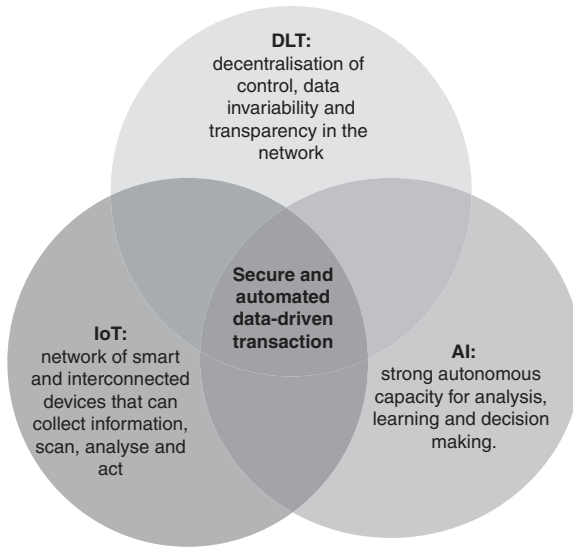 DLT:
decentralisation of
control, data
invariability and
transparency in the
network
Secure and
automated
data-driven
transaction
IoT:
network of smart
and interconnected
devices that can
collect information,
scan, analyse and
act
AI:
strong autonomous
capacity for analysis,
learning and decision
making.